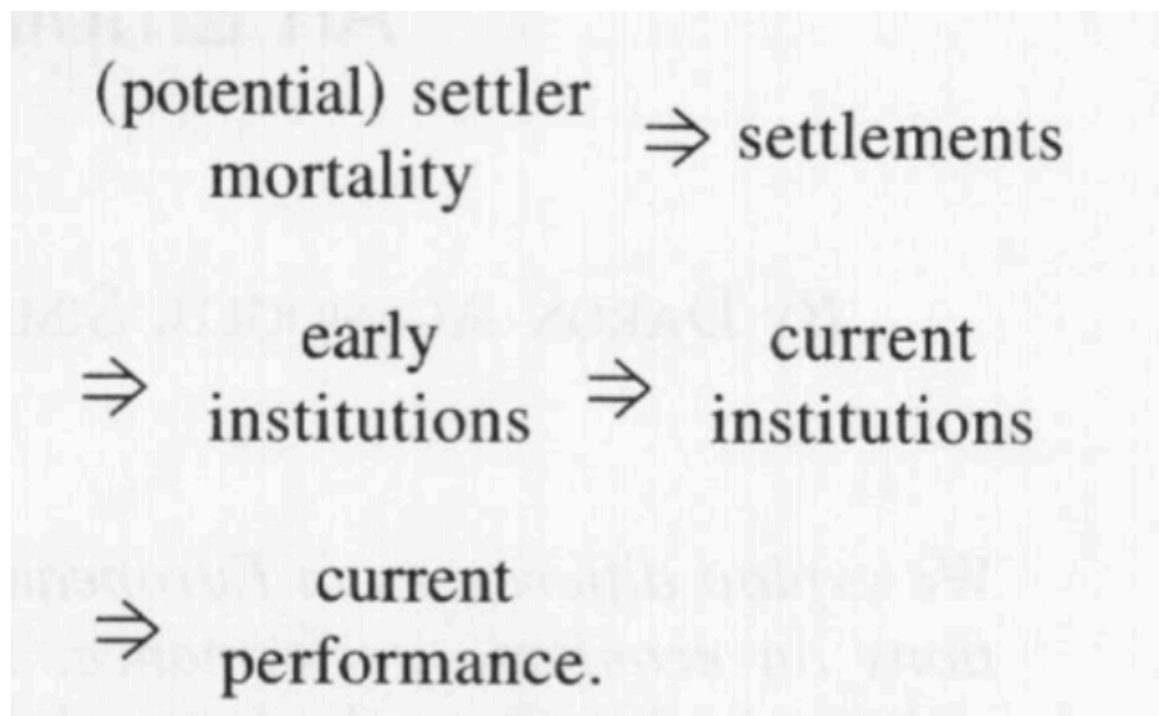 (potential) settler
mortality
⇒ settlements
⇒ early
institutions
⇒ current
institutions
⇒ current
performance.